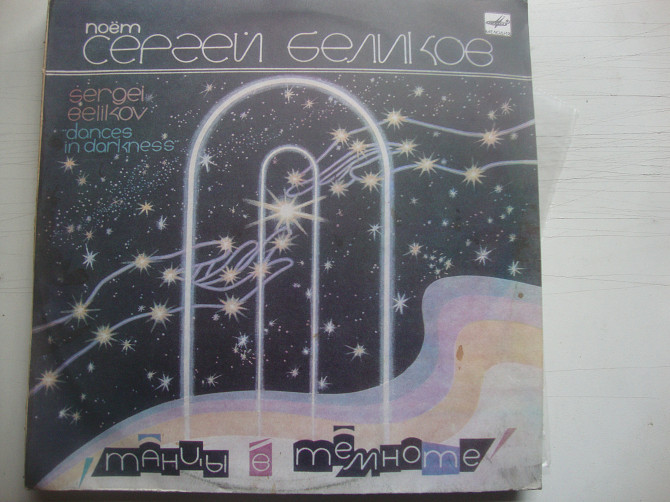 поёт
СЕРГЕЙ БЕЛИКОВ
Sergei
Belikov
dances
in darkness
танцы в темноте